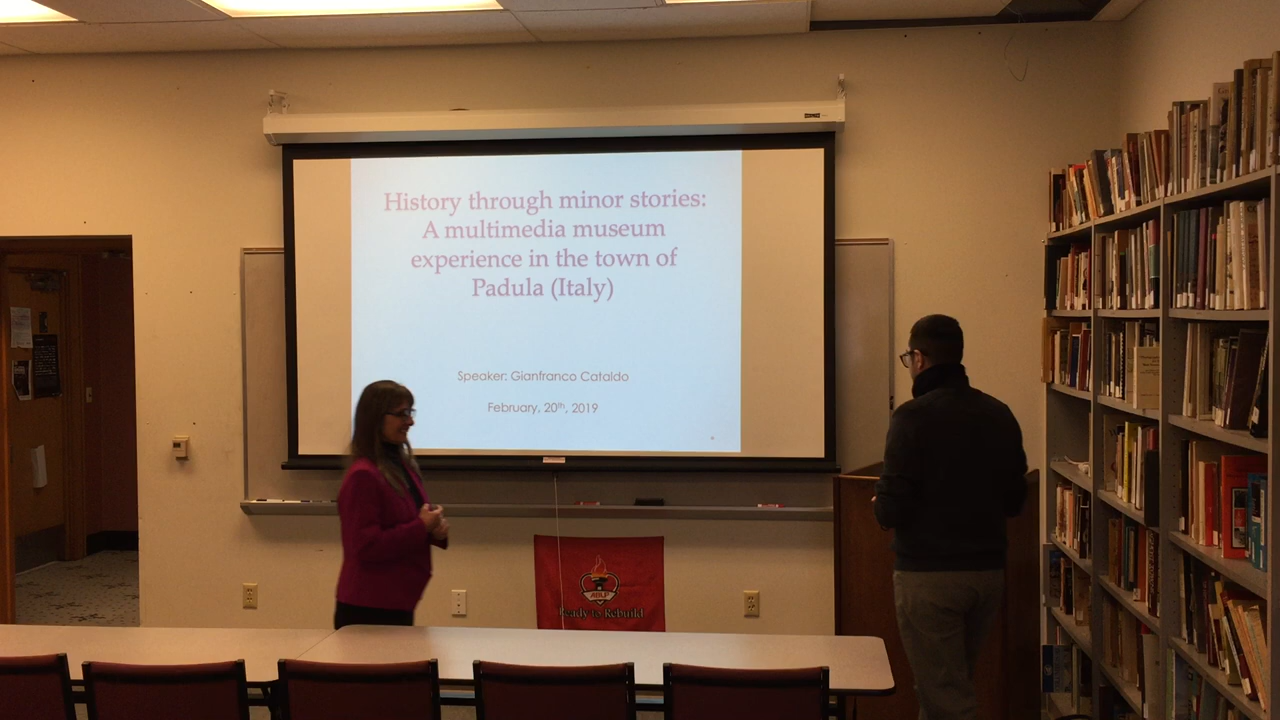 History through minor stories:
A multimedia museum
experience in the town of
Padula (Italy)
Speaker: Gianfranco Cataldo
February, 20th, 2019
Ready to Rebuild